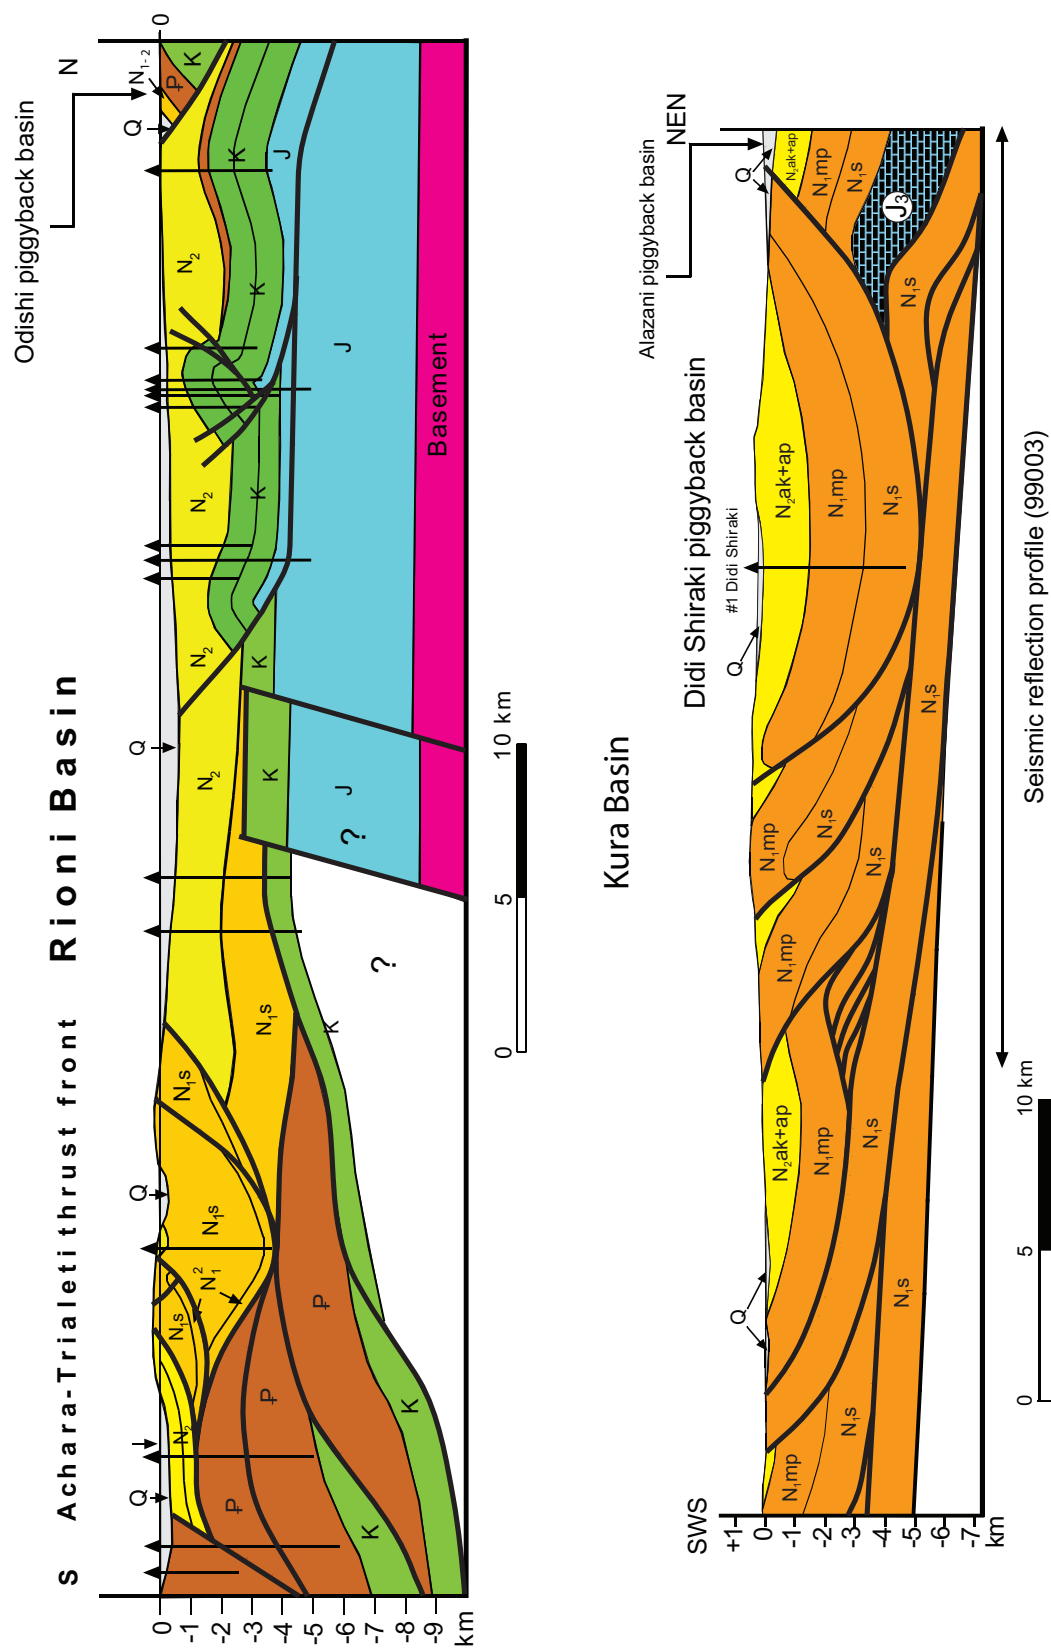 Odishi piggyback basin
Rioni Basin
Achara-Trialeti thrust front
S
N
0
0
-1
-2
-3
-4
-5
-6
-7
-8
-9
km
Q
Q
Q
Q
N₁₋₂
P
K
N₂
N₂
N₂
N₂
N₂
N₁s
N₁s
N₁s
N₁s
N₁²
P
P
P
K
K
K
K
K
K
K
K
K
J
J
J
?
?
Basement
0
5
10 km
Kura Basin
Alazani piggyback basin
Didi Shiraki piggyback basin
#1 Didi Shiraki
SWS
NEN
+1
0
-1
-2
-3
-4
-5
-6
-7
km
Q
Q
Q
N₂ak+ap
N₂ak+ap
N₂ak+ap
N₁mp
N₁mp
N₁mp
N₁mp
N₁mp
N₁mp
N₁s
N₁s
N₁s
N₁s
N₁s
N₁s
N₁s
N₁s
N₁s
J₃
0
5
10 km
Seismic reflection profile (99003)